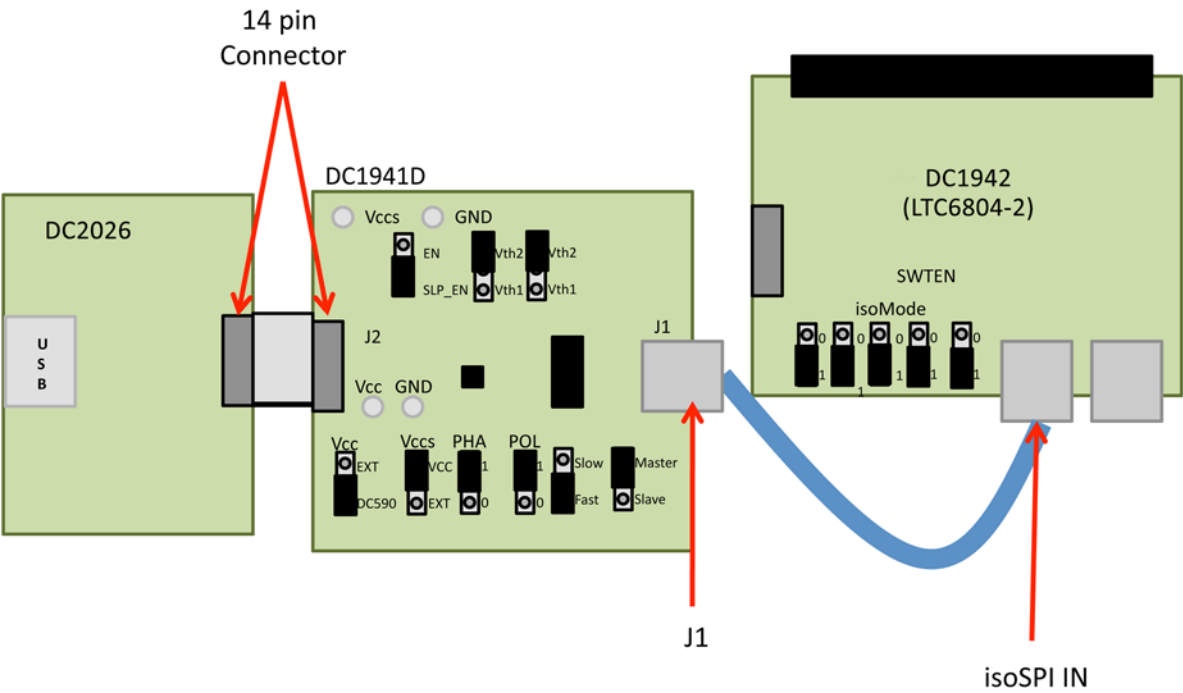 14 pin
Connector
DC2026
U
S
B
DC1941D
Vccs GND
EN
SLP_EN
Vth2
Vth1
Vth2
Vth1
J2
J1
Vcc GND
Vcc
EXT
DC590
Vccs
VCC
EXT
PHA
1
0
POL
1
0
Slow
Fast
Master
Slave
DC1942
(LTC6804-2)
SWTEN
isoMode
0 0 0 0 0
1 1 1 1 1
J1
isoSPI IN